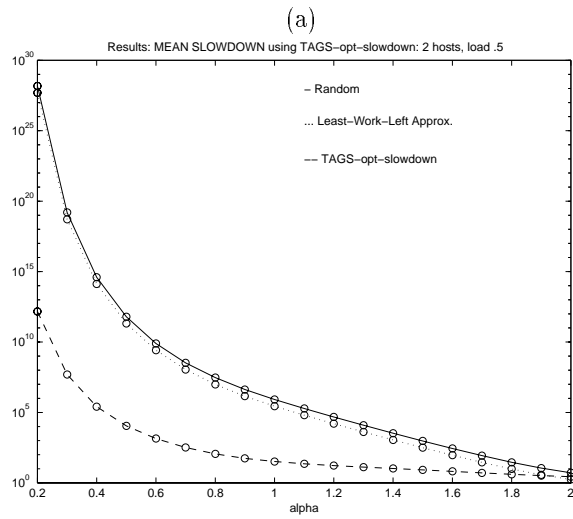 (a)
Results: MEAN SLOWDOWN using TAGS-opt-slowdown: 2 hosts, load .5
10^30
10^25
10^20
10^15
10^10
10^5
10^0
– Random
... Least-Work-Left Approx.
-- TAGS-opt-slowdown
0.2 0.4 0.6 0.8 1 1.2 1.4 1.6 1.8 2
alpha